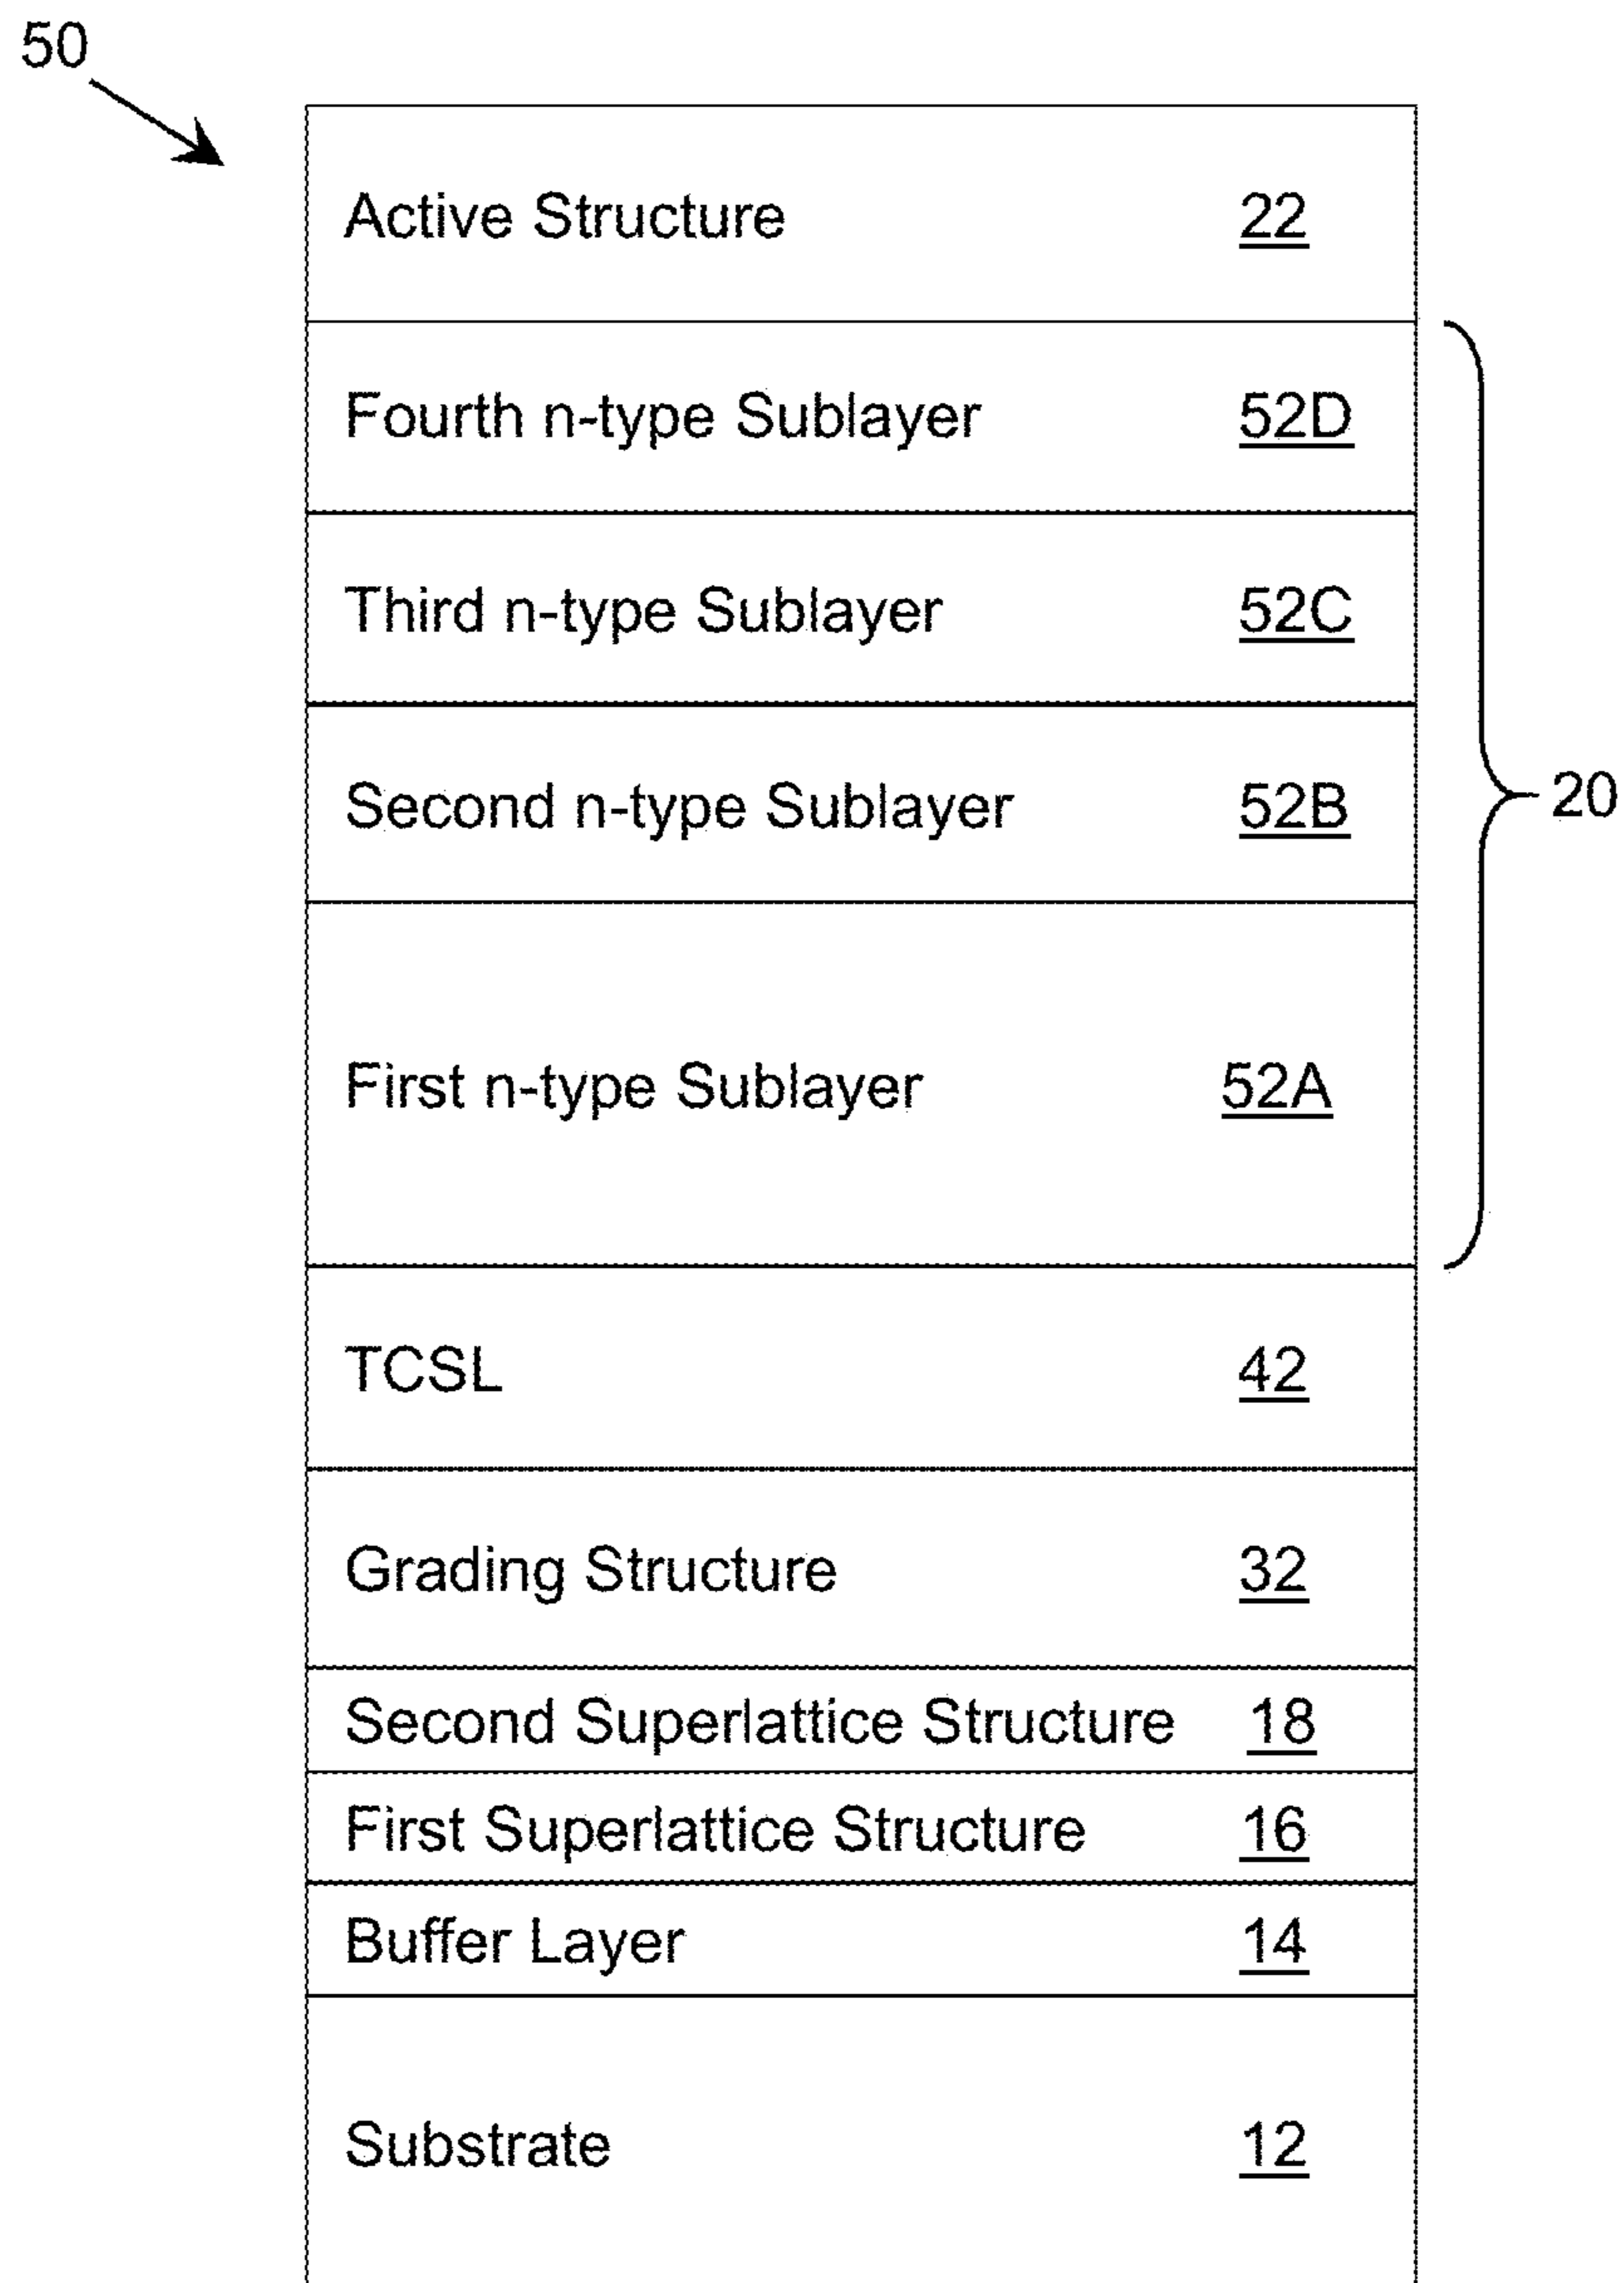 50
Active Structure 22
Fourth n-type Sublayer 52D
Third n-type Sublayer 52C
Second n-type Sublayer 52B
20
First n-type Sublayer 52A
TCSL 42
Grading Structure 32
Second Superlattice Structure 18
First Superlattice Structure 16
Buffer Layer 14
Substrate 12